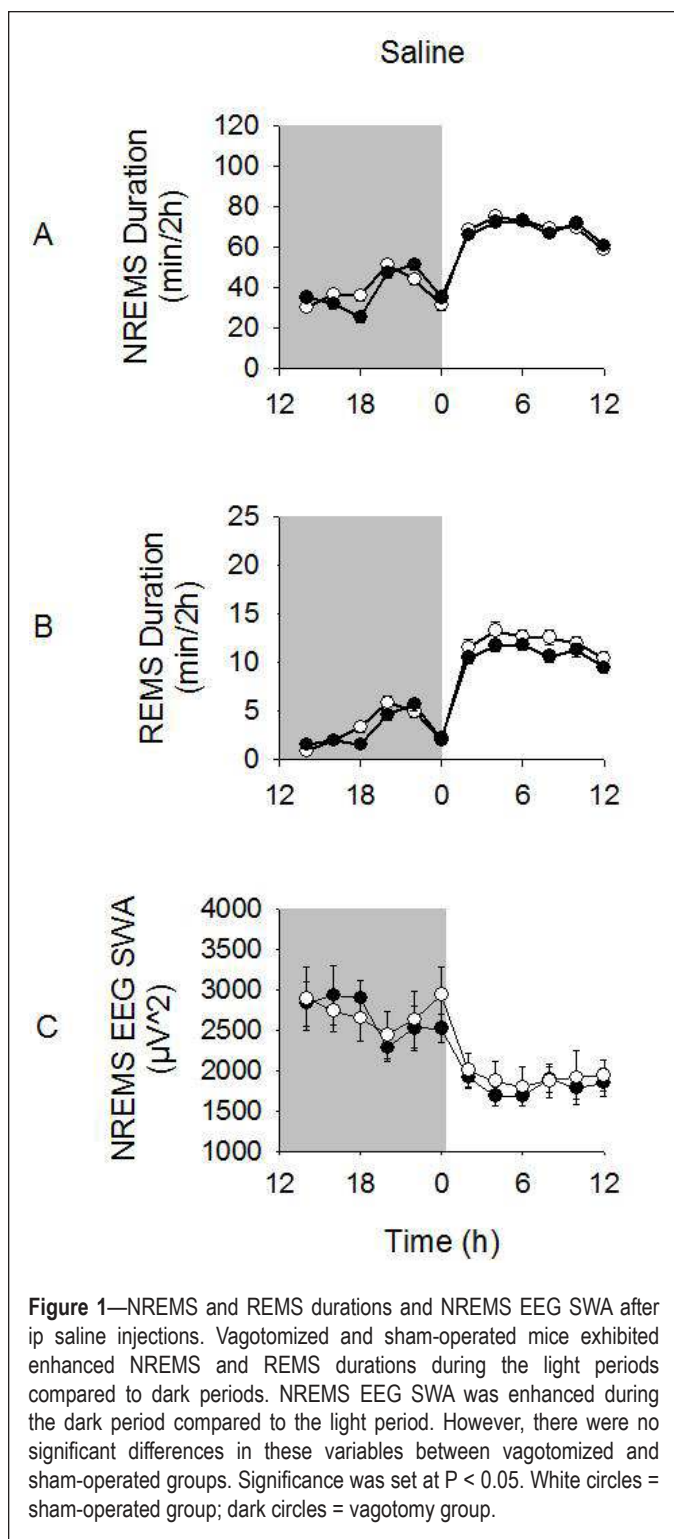 Saline
A
NREMS Duration
(min/2h)
120
100
80
60
40
20
0
12 18 0 6 12
B
REMS Duration
(min/2h)
25
20
15
10
5
0
12 18 0 6 12
C
NREMS EEG SWA
(µV^2)
4000
3500
3000
2500
2000
1500
1000
12 18 0 6 12
Time (h)
Figure 1—NREMS and REMS durations and NREMS EEG SWA after
ip saline injections. Vagotomized and sham-operated mice exhibited
enhanced NREMS and REMS durations during the light periods
compared to dark periods. NREMS EEG SWA was enhanced during
the dark period compared to the light period. However, there were no
significant differences in these variables between vagotomized and
sham-operated groups. Significance was set at P < 0.05. White circles =
sham-operated group; dark circles = vagotomy group.